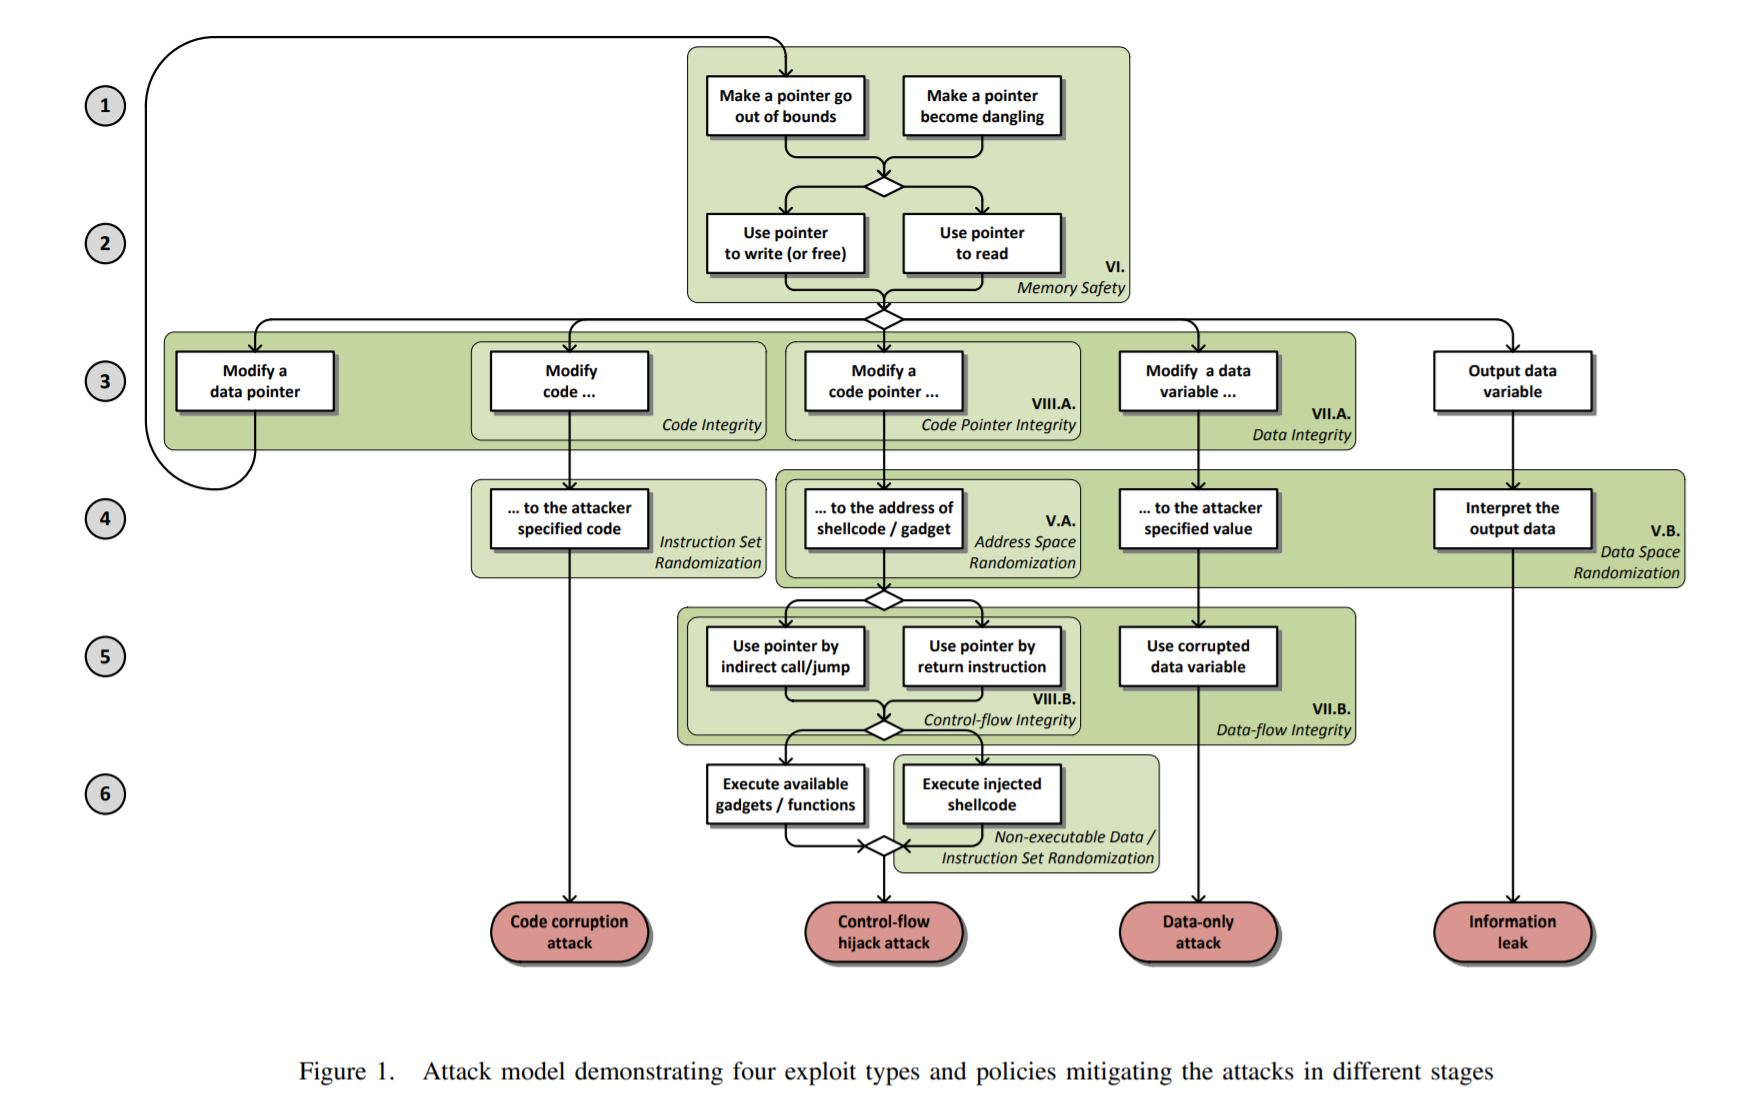 1
Make a pointer go
out of bounds
Make a pointer
become dangling
2
Use pointer
to write (or free)
Use pointer
to read
VI.
Memory Safety
3
Modify a
data pointer
Modify
code ...
Code Integrity
Modify a
code pointer ...
VIII.A.
Code Pointer Integrity
Modify a data
variable ...
VII.A.
Data Integrity
Output data
variable
4
... to the attacker
specified code
Instruction Set
Randomization
... to the address of
shellcode / gadget
V.A.
Address Space
Randomization
... to the attacker
specified value
Interpret the
output data
V.B.
Data Space
Randomization
5
Use pointer by
indirect call/jump
Use pointer by
return instruction
VIII.B.
Control-flow Integrity
Use corrupted
data variable
VII.B.
Data-flow Integrity
6
Execute available
gadgets / functions
Execute injected
shellcode
Non-executable Data /
Instruction Set Randomization
Code corruption
attack
Control-flow
hijack attack
Data-only
attack
Information
leak
Figure 1. Attack model demonstrating four exploit types and policies mitigating the attacks in different stages